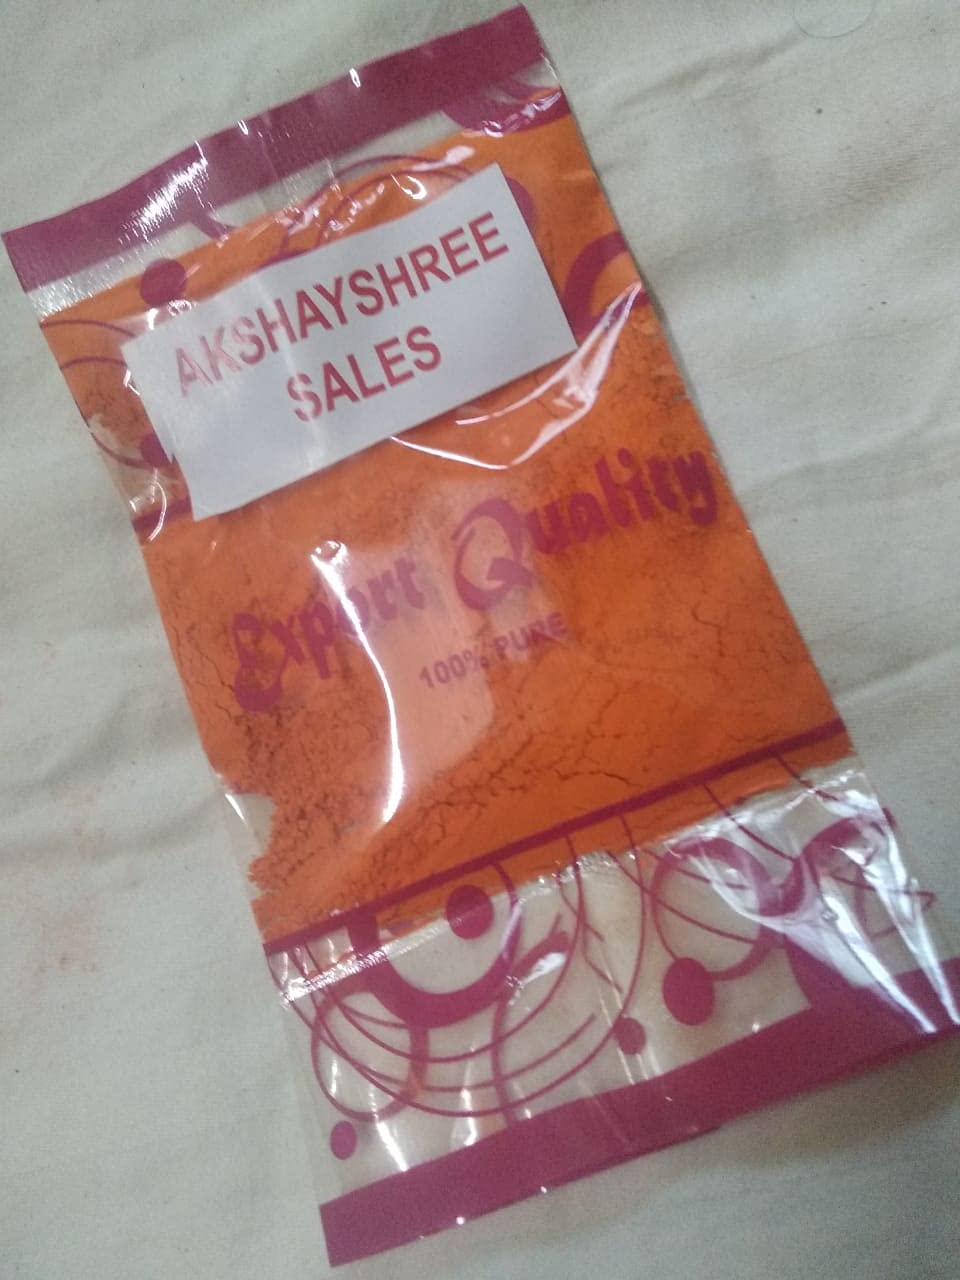 AKSHAYSHREE
SALES
Export Quality
100% PURE